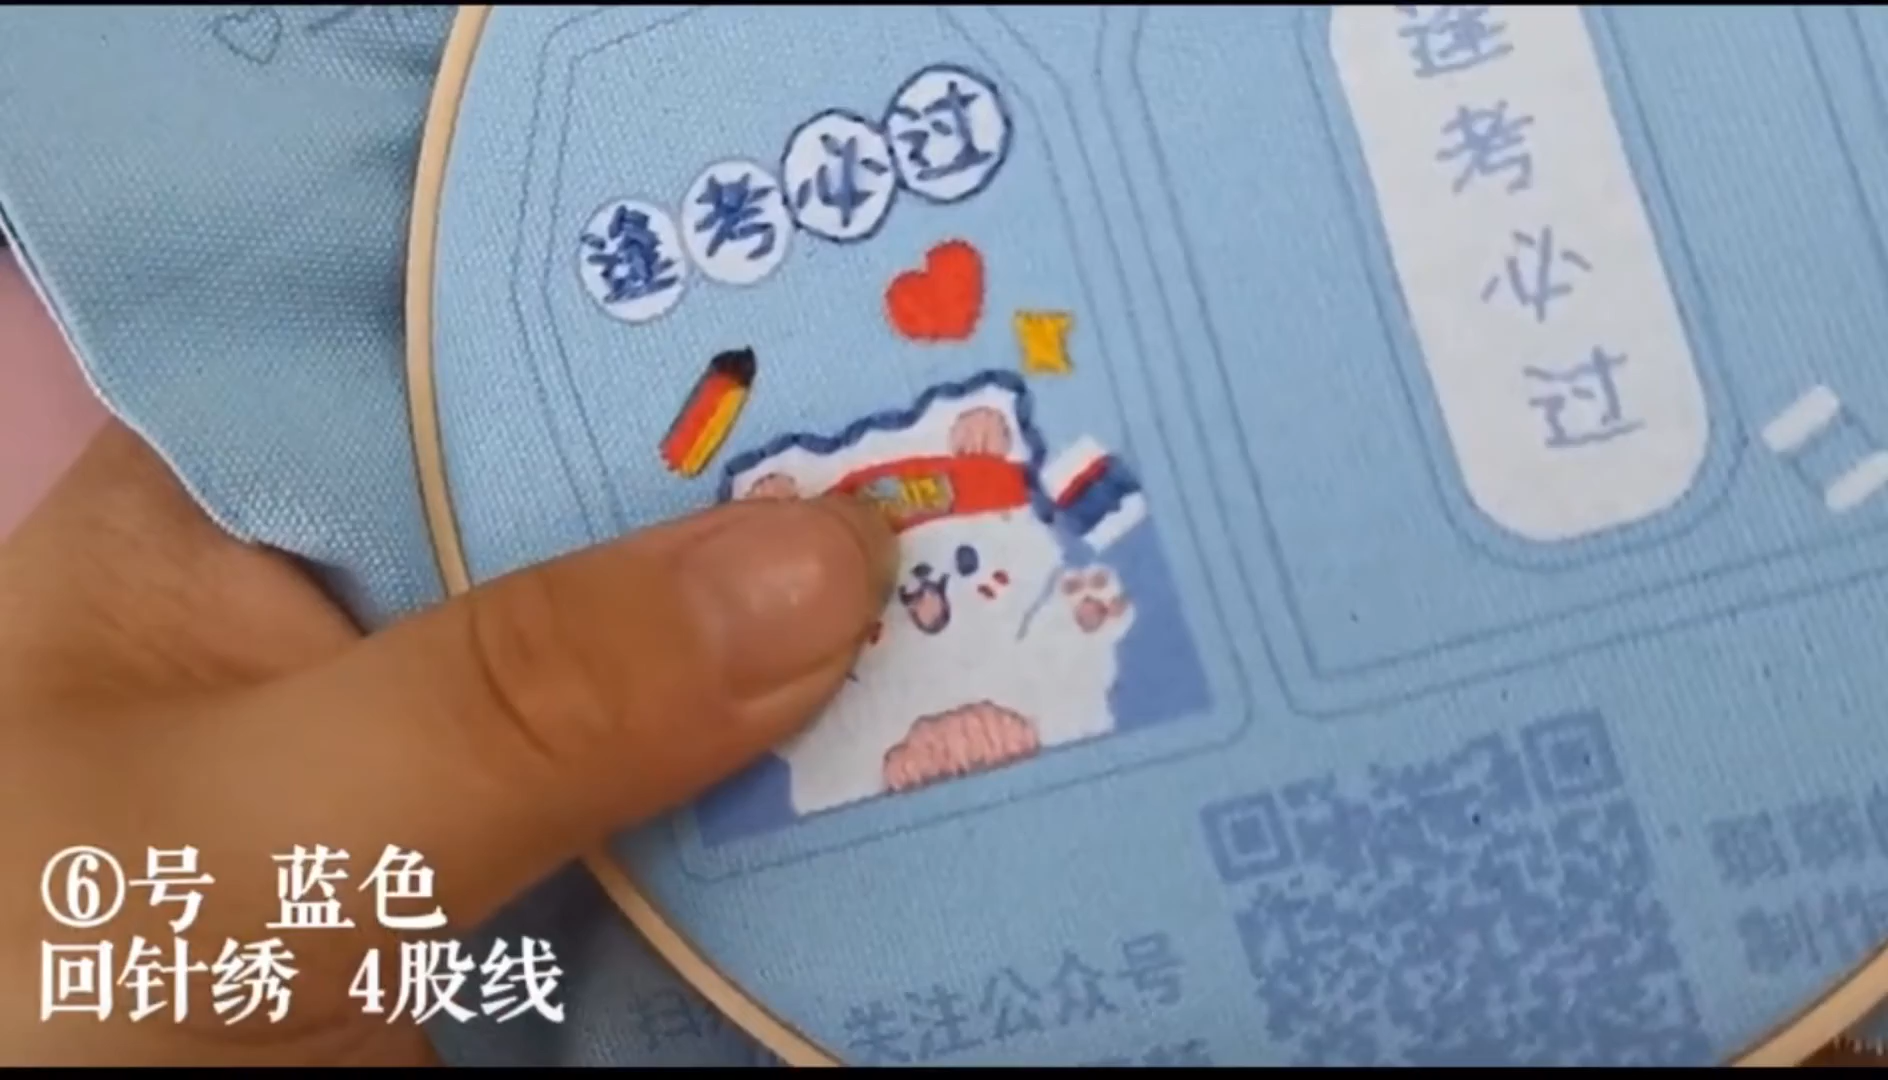 逢考必过
逢
考
必
过
⑥号 蓝色
回针绣 4股线
关注公众号